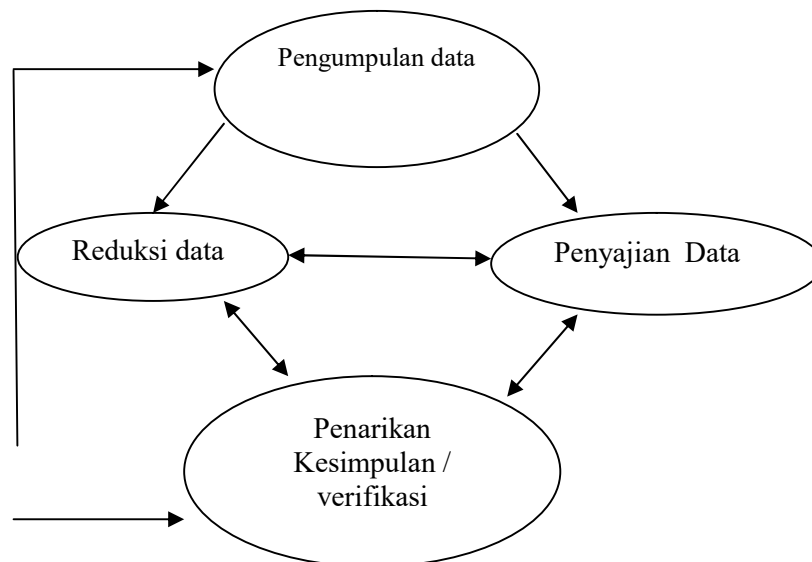 Pengumpulan data
Reduksi data
Penyajian Data
Penarikan
Kesimpulan /
verifikasi